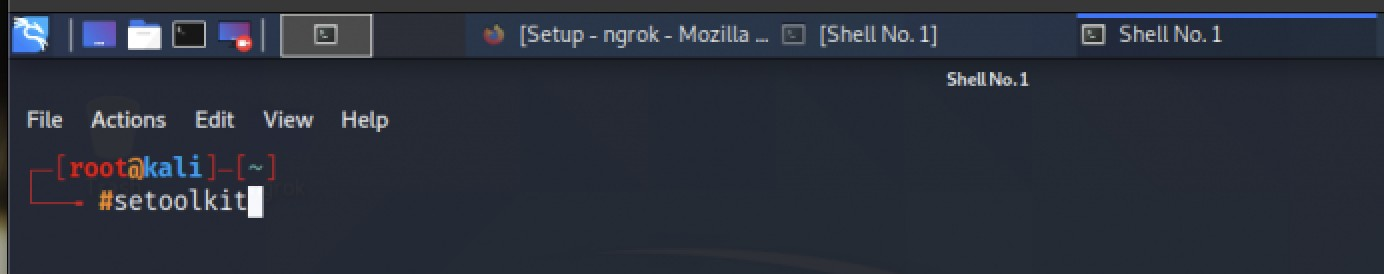 [Setup - ngrok - Mozilla ... [Shell No. 1] Shell No. 1
Shell No. 1
File Actions Edit View Help
[root@kali]-[~]
#setoolkit